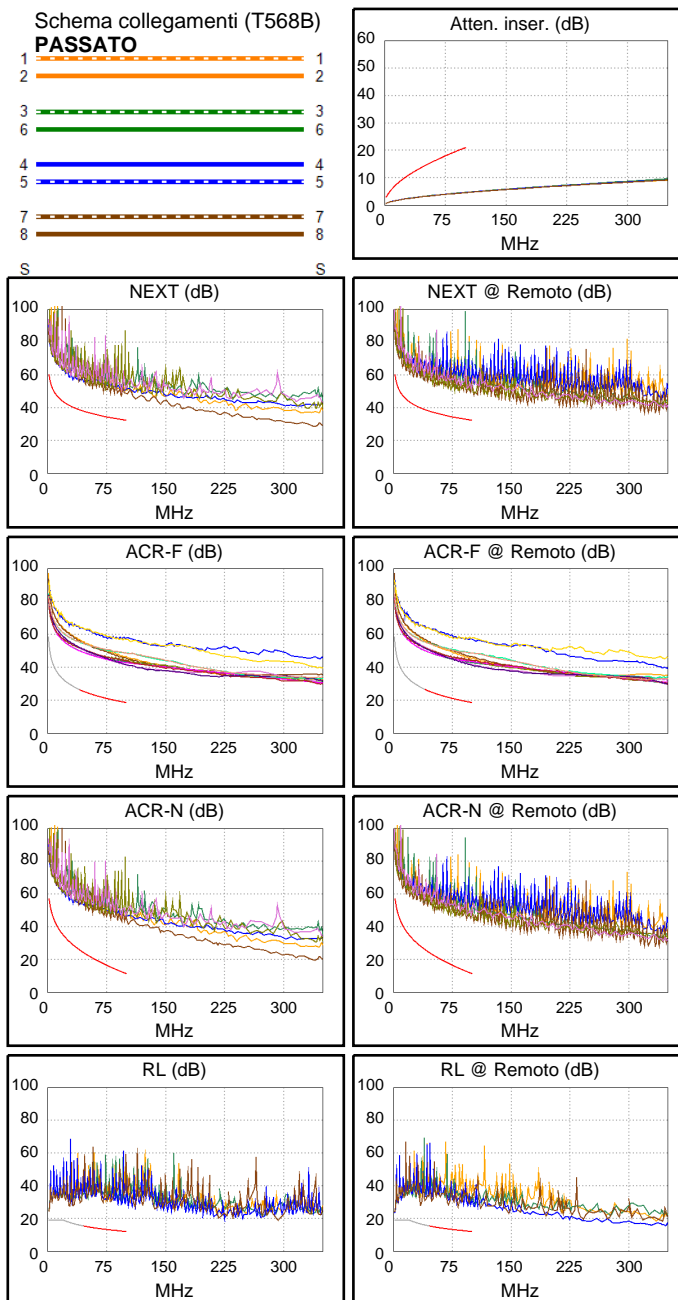 Schema collegamenti (T568B)
PASSATO
1 1
2 2
3 3
6 6
4 4
5 5
7 7
8 8
S S
Atten. inser. (dB)
60
50
40
30
20
10
0
0 75 150 225 300
MHz
NEXT (dB)
100
80
60
40
20
0
0 75 150 225 300
MHz
NEXT @ Remoto (dB)
100
80
60
40
20
0
0 75 150 225 300
MHz
ACR-F (dB)
100
80
60
40
20
0
0 75 150 225 300
MHz
ACR-F @ Remoto (dB)
100
80
60
40
20
0
0 75 150 225 300
MHz
ACR-N (dB)
100
80
60
40
20
0
0 75 150 225 300
MHz
ACR-N @ Remoto (dB)
100
80
60
40
20
0
0 75 150 225 300
MHz
RL (dB)
100
80
60
40
20
0
0 75 150 225 300
MHz
RL @ Remoto (dB)
100
80
60
40
20
0
0 75 150 225 300
MHz